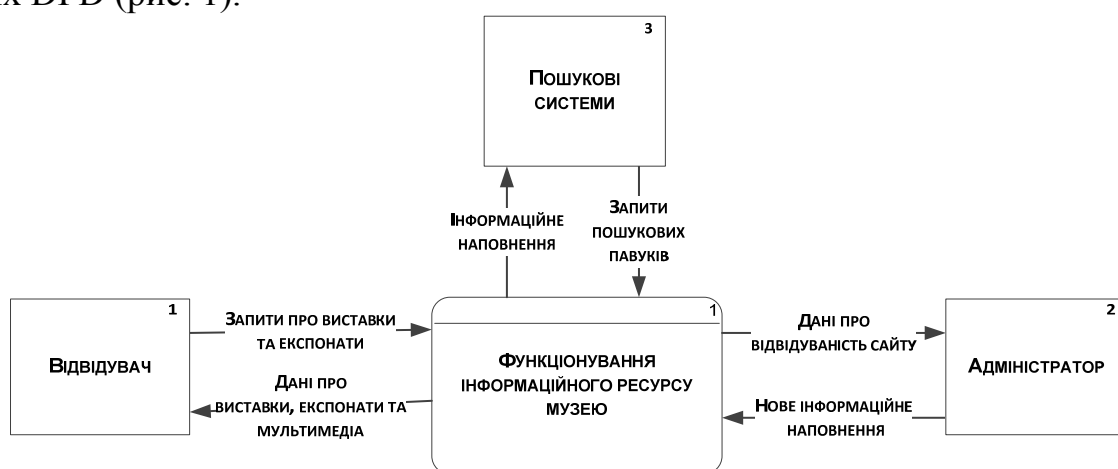 их DFD (рис. 1).
3
ПОШУКОВІ
СИСТЕМИ
ІНФОРМАЦІЙНЕ
НАПОВНЕННЯ
ЗАПИТИ
ПОШУКОВИХ
ПАВУКІВ
1
ВІДВІДУВАЧ
ЗАПИТИ ПРО ВИСТАВКИ
ТА ЕКСПОНАТИ
ДАНІ ПРО
ВИСТАВКИ, ЕКСПОНАТИ ТА
МУЛЬТИМЕДІА
1
ФУНКЦІОНУВАННЯ
ІНФОРМАЦІЙНОГО РЕСУРСУ
МУЗЕЮ
ДАНІ ПРО
ВІДВІДУВАНІСТЬ САЙТУ
НОВЕ ІНФОРМАЦІЙНЕ
НАПОВНЕННЯ
2
АДМІНІСТРАТОР